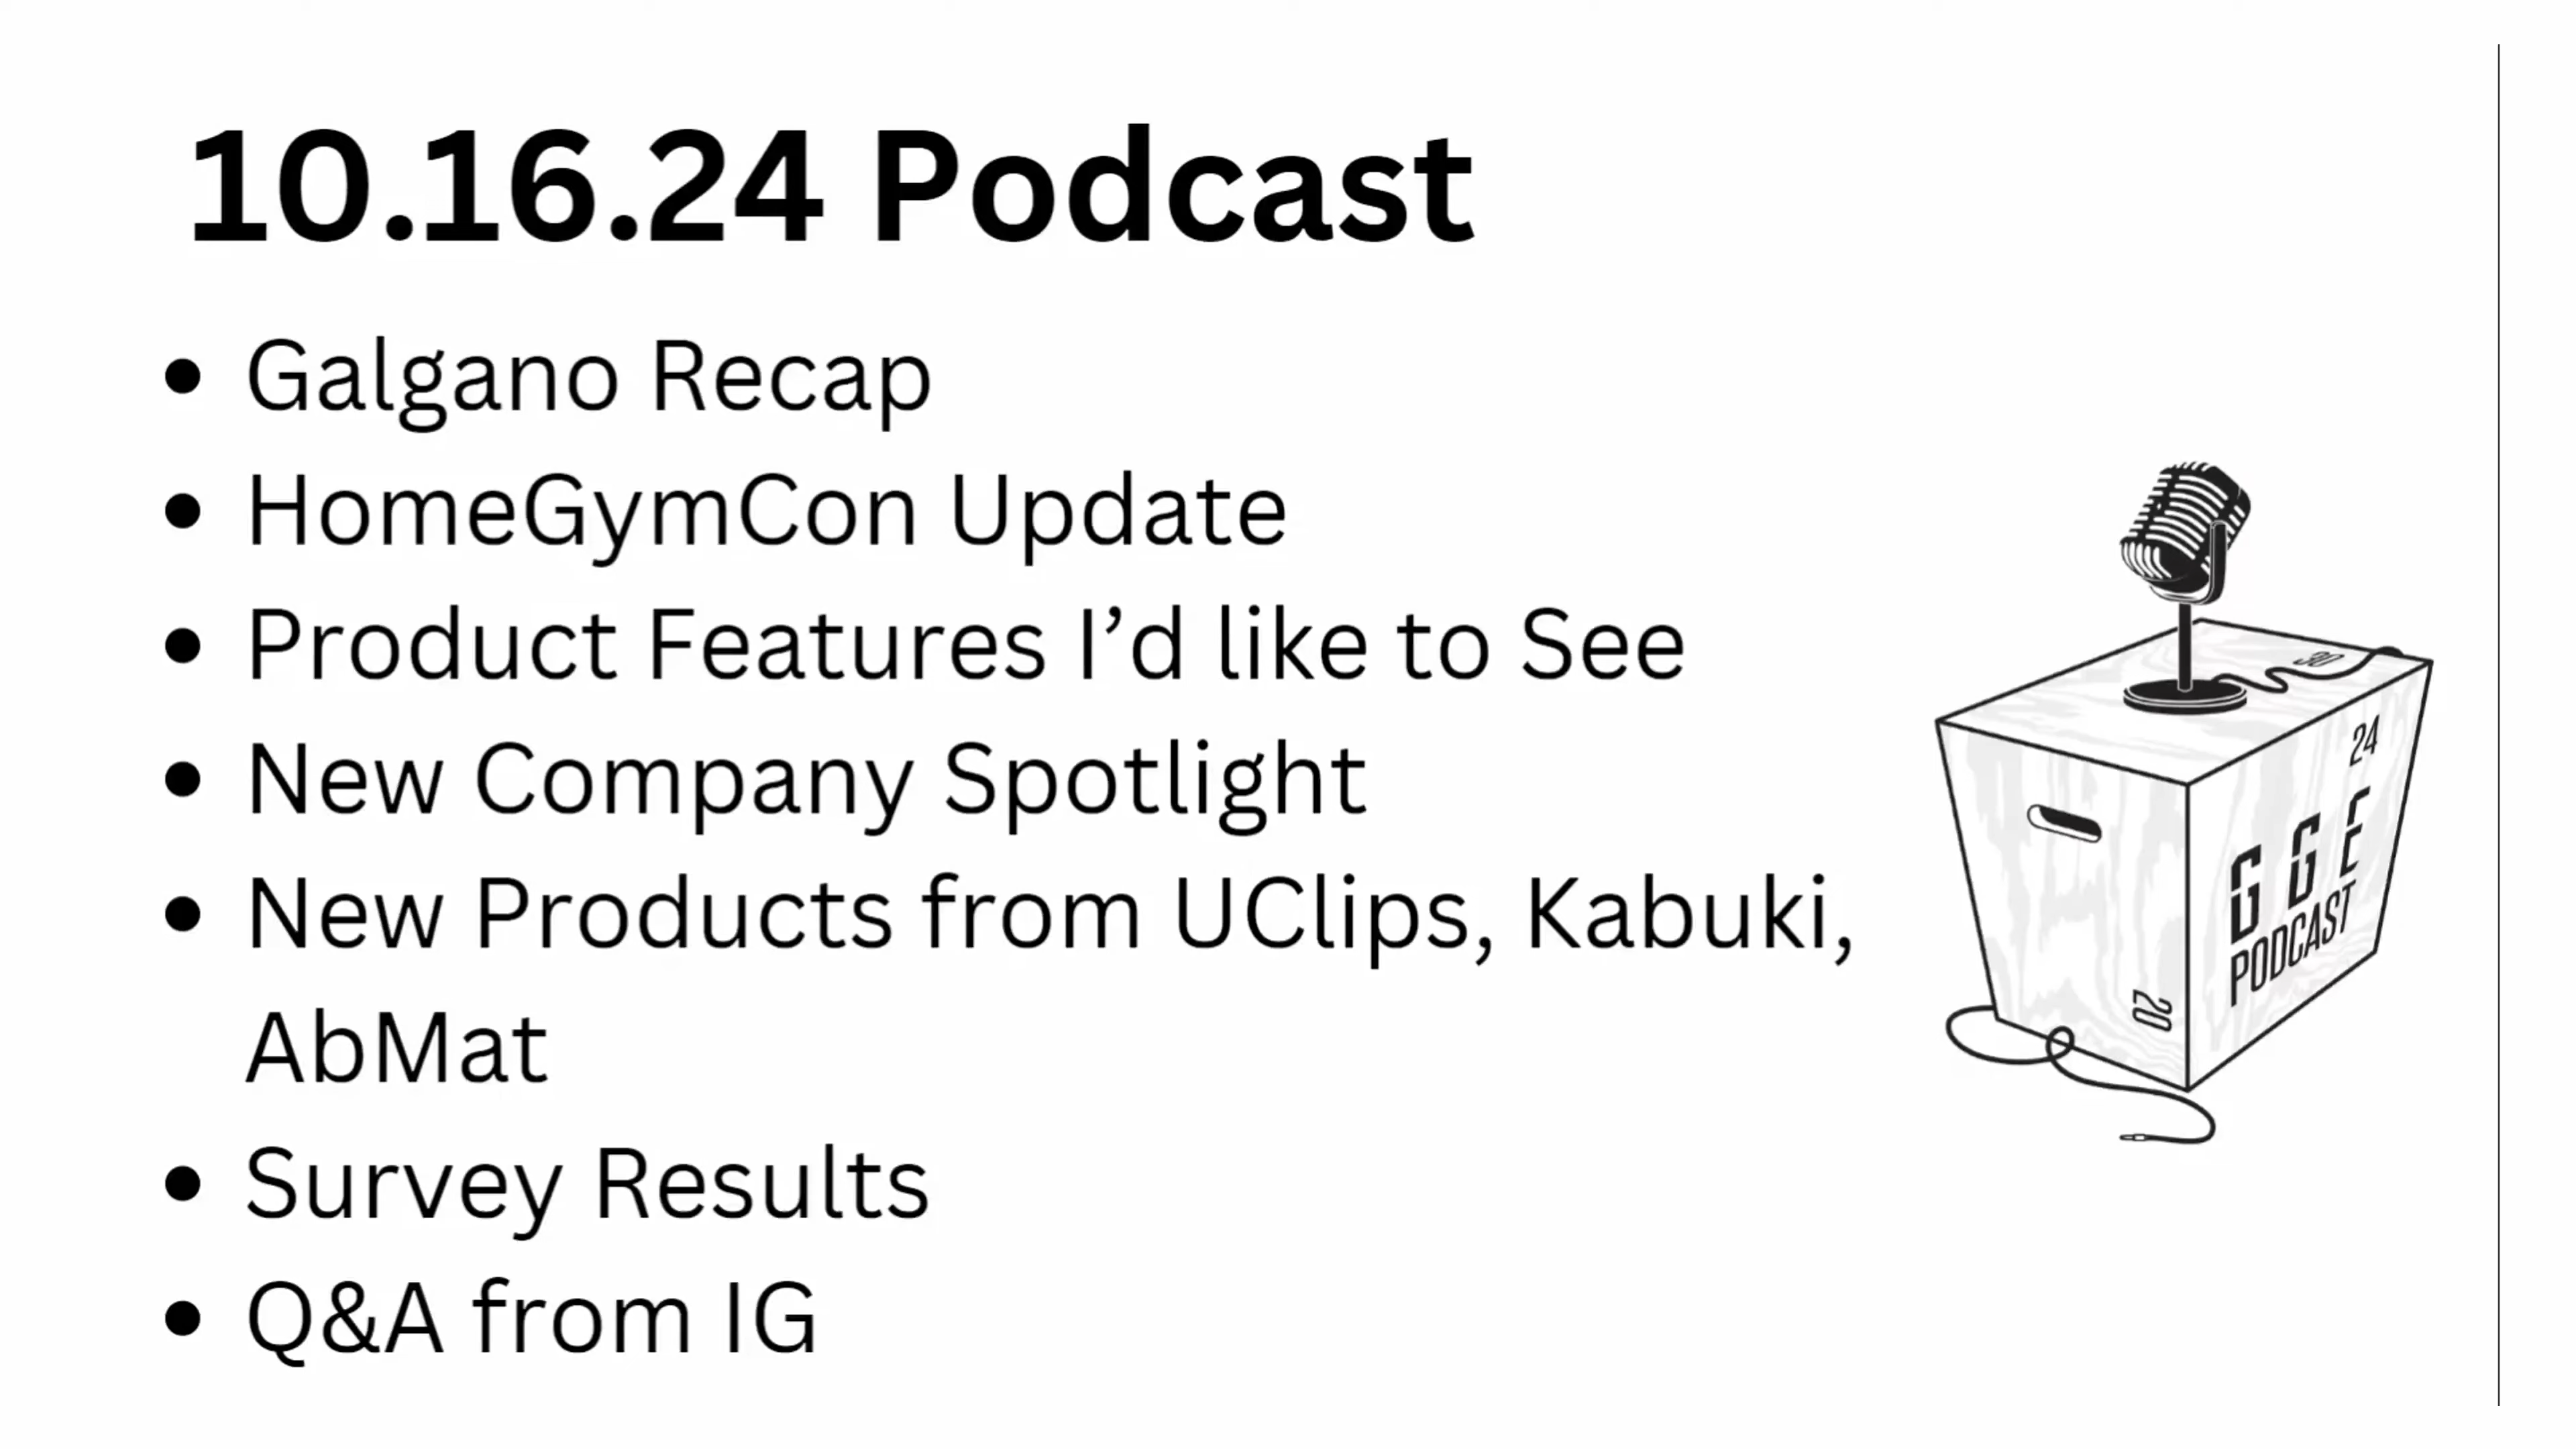 10.16.24 Podcast
• Galgano Recap
• HomeGymCon Update
• Product Features I’d like to See
• New Company Spotlight
• New Products from UClips, Kabuki,
AbMat
• Survey Results
• Q&A from IG
30
24
GGE
PODCAST
20